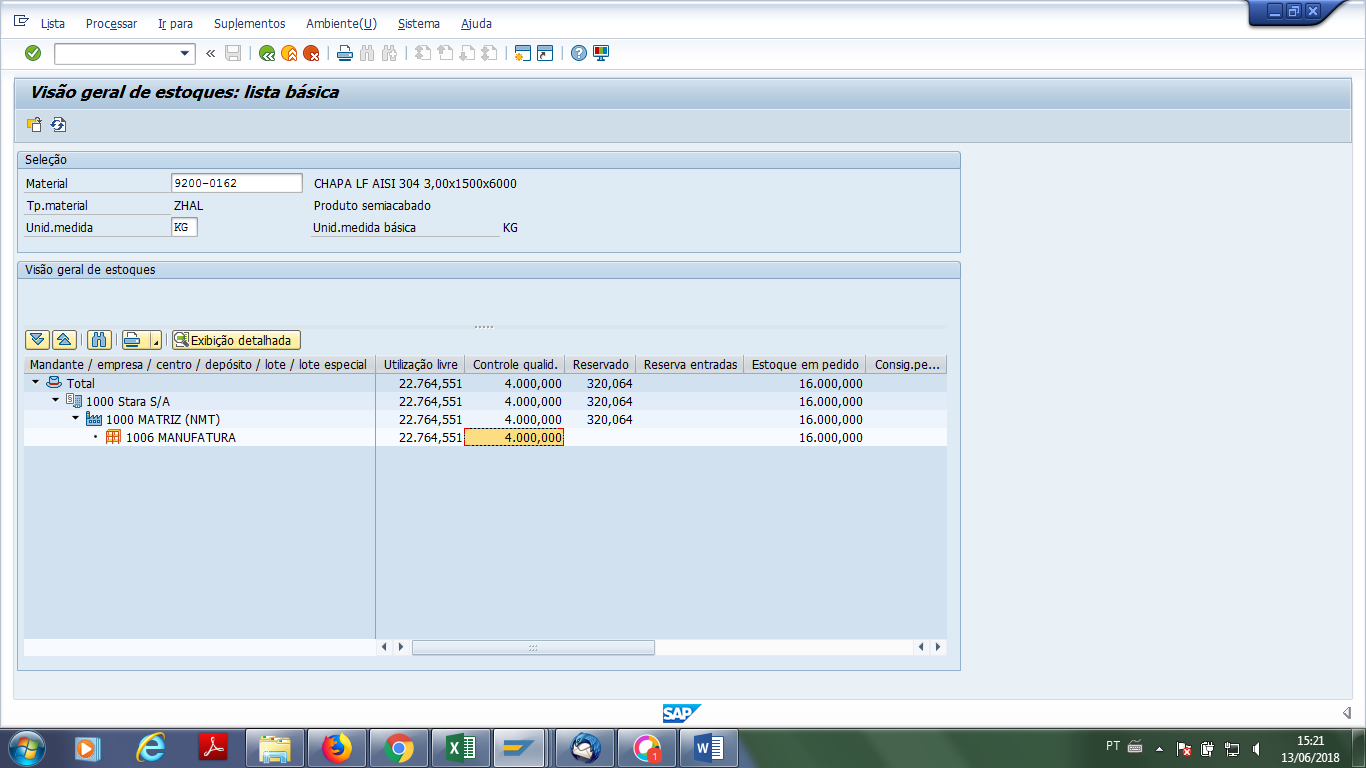 Lista Processar Ir para Suplementos Ambiente(U) Sistema Ajuda
Visão geral de estoques: lista básica
Seleção
Material 9200-0162 CHAPA LF AISI 304 3,00x1500x6000
Tp.material ZHAL Produto semiacabado
Unid.medida KG Unid.medida básica KG
Visão geral de estoques
Exibição detalhada
Mandante / empresa / centro / depósito / lote / lote especial Utilização livre Controle qualid. Reservado Reserva entradas Estoque em pedido Consig.pe...
Total 22.764,551 4.000,000 320,064 16.000,000
1000 Stara S/A 22.764,551 4.000,000 320,064 16.000,000
1000 MATRIZ (NMT) 22.764,551 4.000,000 320,064 16.000,000
1006 MANUFATURA 22.764,551 4.000,000 16.000,000
SAP
PT 15:21
13/06/2018